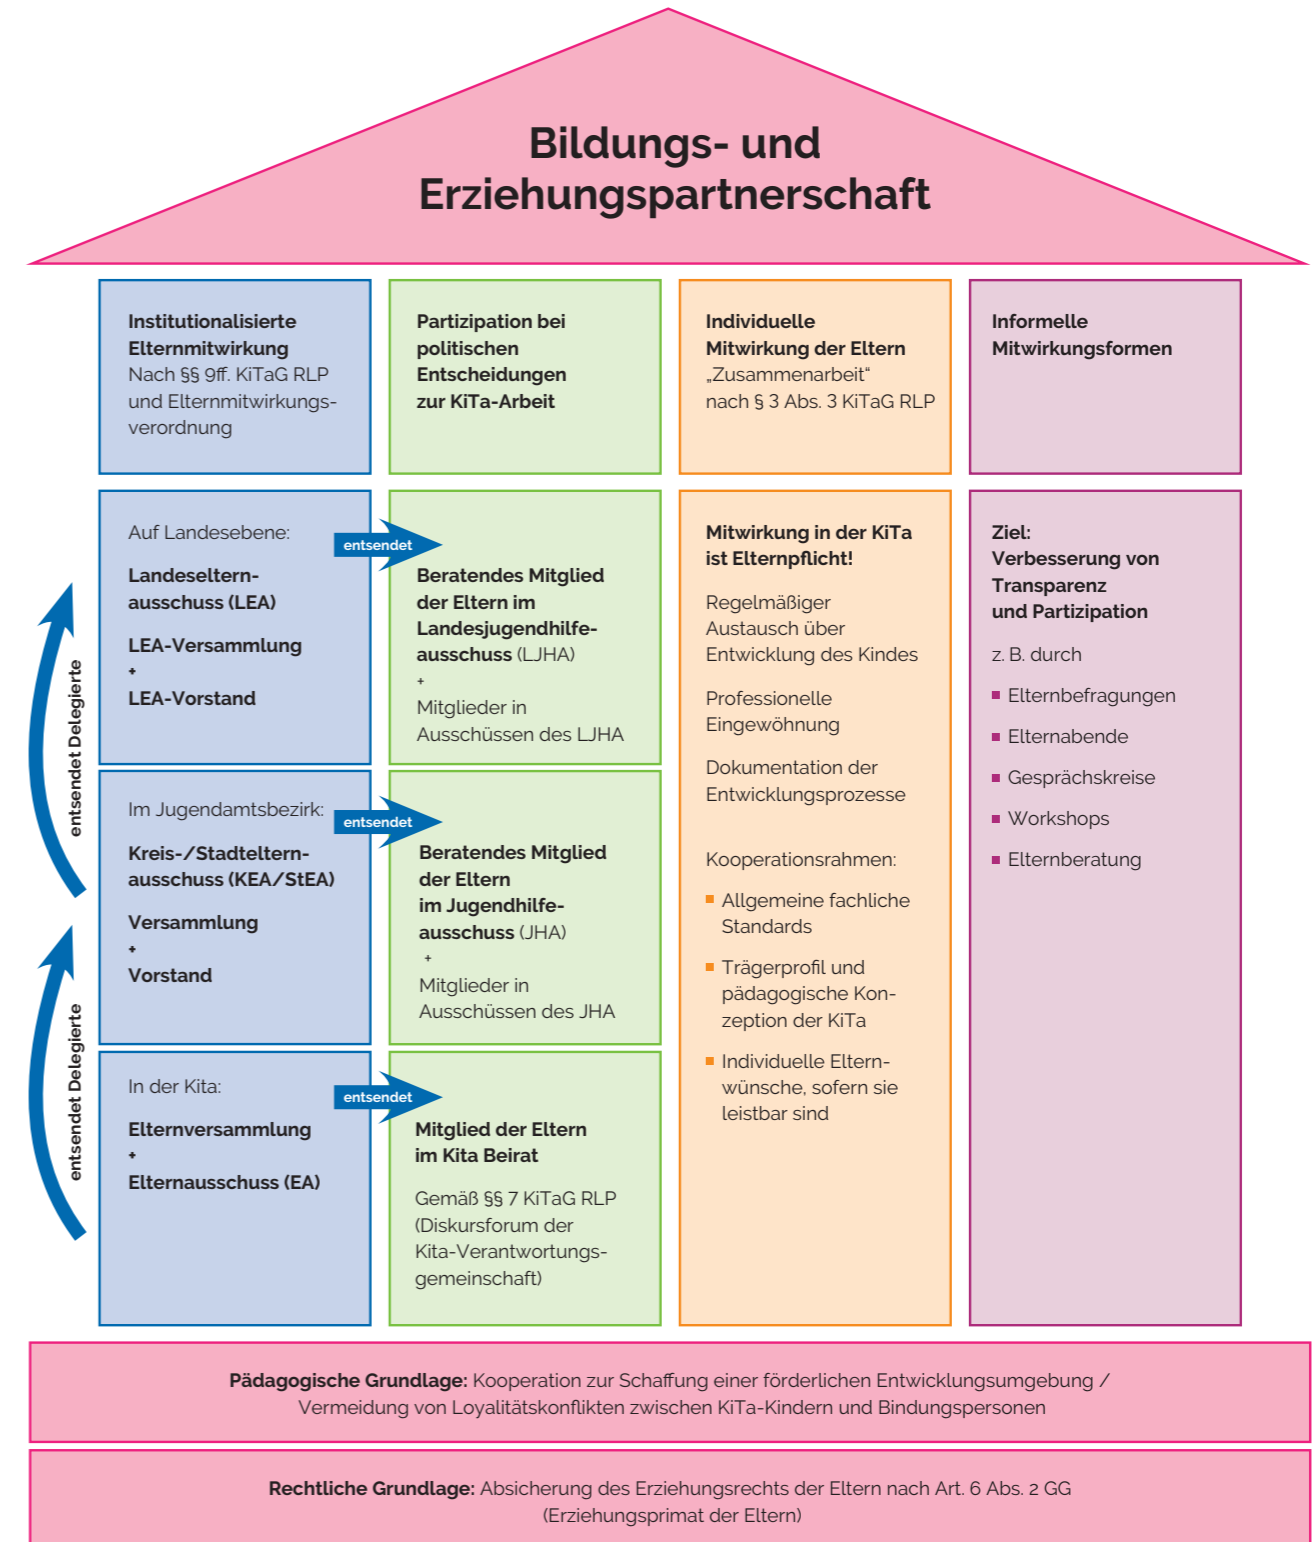 Bildungs- und
Erziehungspartnerschaft
Institutionalisierte
Elternmitwirkung
Nach §§ 9ff. KiTaG RLP
und Elternmitwirkungs-
verordnung
Partizipation bei
politischen
Entscheidungen
zur KiTa-Arbeit
Individuelle
Mitwirkung der Eltern
„Zusammenarbeit“
nach § 3 Abs. 3 KiTaG RLP
Informelle
Mitwirkungsformen
entsendet Delegierte
entsendet Delegierte
Auf Landesebene:
Landeseltern-
ausschuss (LEA)
LEA-Versammlung
+
LEA-Vorstand
entsendet
Beratendes Mitglied
der Eltern im
Landesjugendhilfe-
ausschuss (LJHA)
+
Mitglieder in
Ausschüssen des LJHA
Im Jugendamtsbezirk:
Kreis-/Stadteltern-
ausschuss (KEA/StEA)
Versammlung
+
Vorstand
entsendet
Beratendes Mitglied
der Eltern
im Jugendhilfe-
ausschuss (JHA)
+
Mitglieder in
Ausschüssen des JHA
In der Kita:
Elternversammlung
+
Elternausschuss (EA)
entsendet
Mitglied der Eltern
im Kita Beirat
Gemäß §§ 7 KiTaG RLP
(Diskursforum der
Kita-Verantwortungs-
gemeinschaft)
Mitwirkung in der KiTa
ist Elternpflicht!
Regelmäßiger
Austausch über
Entwicklung des Kindes
Professionelle
Eingewöhnung
Dokumentation der
Entwicklungsprozesse
Kooperationsrahmen:
Allgemeine fachliche
Standards
Trägerprofil und
pädagogische Kon-
zeption der KiTa
Individuelle Eltern-
wünsche, sofern sie
leistbar sind
Ziel:
Verbesserung von
Transparenz
und Partizipation
z. B. durch
Elternbefragungen
Elternabende
Gesprächskreise
Workshops
Elternberatung
Pädagogische Grundlage: Kooperation zur Schaffung einer förderlichen Entwicklungsumgebung /
Vermeidung von Loyalitätskonflikten zwischen KiTa-Kindern und Bindungspersonen
Rechtliche Grundlage: Absicherung des Erziehungsrechts der Eltern nach Art. 6 Abs. 2 GG
(Erziehungsprimat der Eltern)